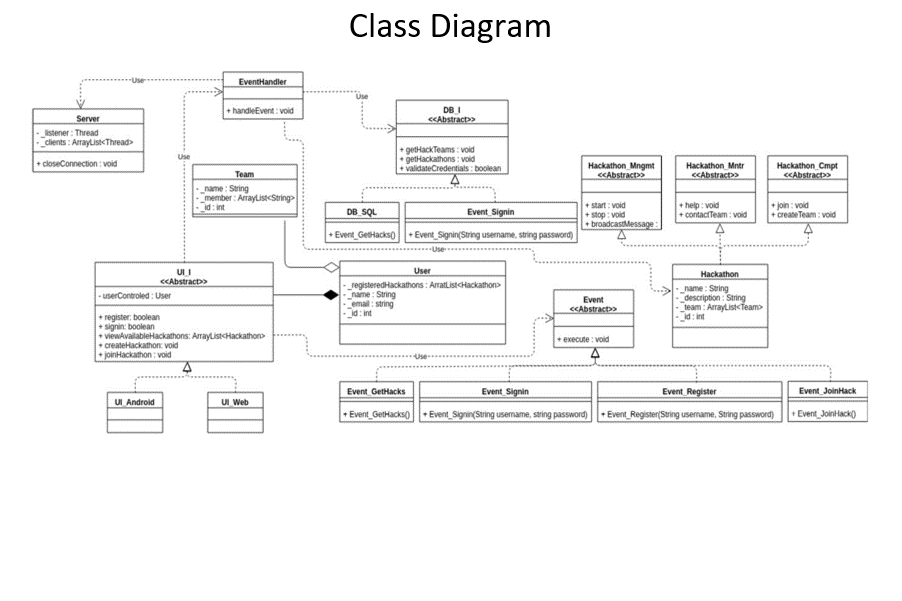 Class Diagram
EventHandler
+ handleEvent : void
Use
Use
Server
- _listener : Thread
- _clients : ArrayList<Thread>
+ closeConnection : void
DB_I
<<Abstract>>
+ getHackTeams : void
+ getHackathons : void
+ validateCredentials : boolean
Use
Team
- _name : String
- _member : ArrayList<String>
- _id : int
Hackathon_Mngmt
<<Abstract>>
+ start : void
+ stop : void
+ broadcastMessage :
Hackathon_Mntr
<<Abstract>>
+ help : void
+ contactTeam : void
Hackathon_Cmpt
<<Abstract>>
+ join : void
+ createTeam : void
DB_SQL
+ Event_GetHacks()
Event_Signin
+ Event_Signin(String username, string password)
Use
UI_I
<<Abstract>>
- userControled : User
+ register: boolean
+ signin: boolean
+ viewAvailableHackathons: ArrayList<Hackathon>
+ createHackathon: void
+ joinHackathon : void
User
- _registeredHackathons : ArratList<Hackathon>
- _name : String
- _email : string
- _id : int
Hackathon
- _name : String
- _description : String
- _team : ArrayList<Team>
- _id : int
Event
<<Abstract>>
+ execute : void
Use
UI_Android
UI_Web
Event_GetHacks
+ Event_GetHacks()
Event_Signin
+ Event_Signin(String username, string password)
Event_Register
+ Event_Register(String username, String password)
Event_JoinHack
+ Event_JoinHack()